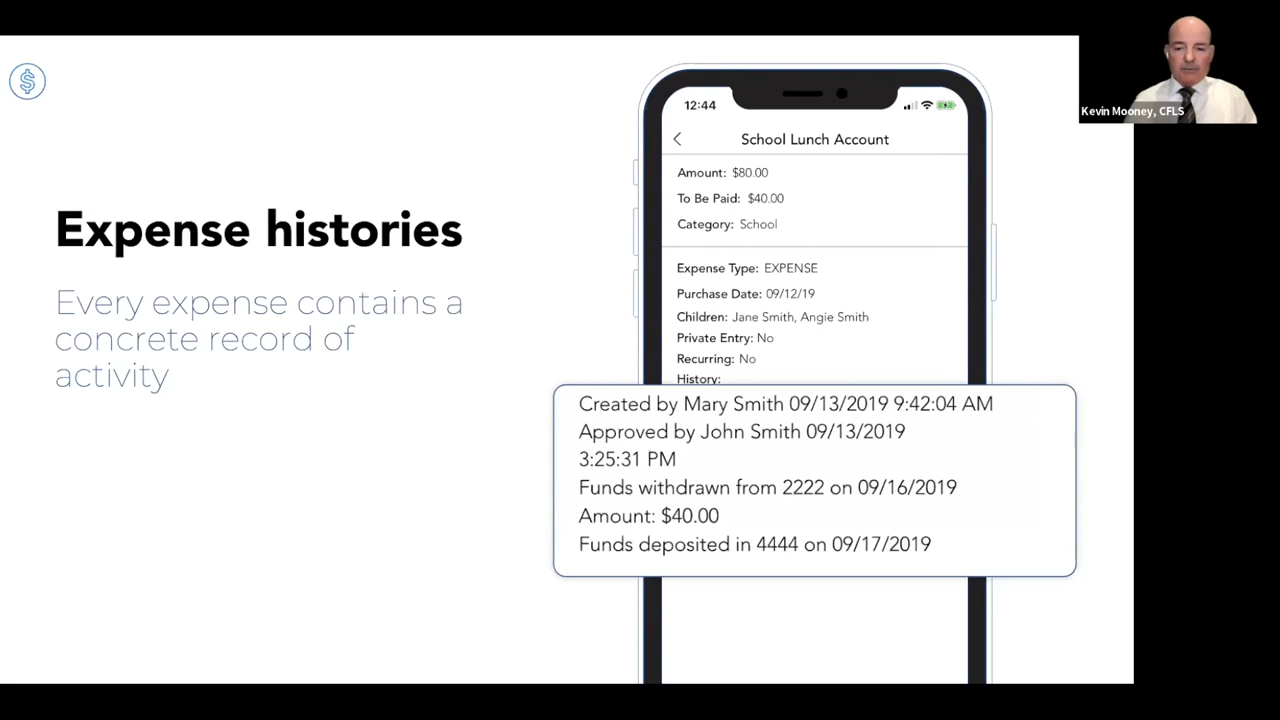 Expense histories
Every expense contains a
concrete record of
activity
12:44
School Lunch Account
Amount: $80.00
To Be Paid: $40.00
Category: School
Expense Type: EXPENSE
Purchase Date: 09/12/19
Children: Jane Smith, Angie Smith
Private Entry: No
Recurring: No
History:
Created by Mary Smith 09/13/2019 9:42:04 AM
Approved by John Smith 09/13/2019
3:25:31 PM
Funds withdrawn from 2222 on 09/16/2019
Amount: $40.00
Funds deposited in 4444 on 09/17/2019
Kevin Mooney, CFLS